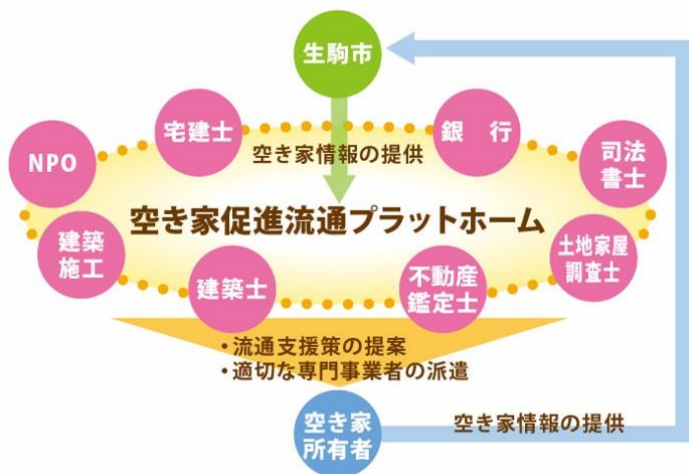 生駒市
宅建士
銀行
NPO
空き家情報の提供
司法
書士
空き家促進流通プラットホーム
建築
施工
土地家屋
調査士
建築士
不動産
鑑定士
・流通支援策の提案
・適切な専門事業者の派遣
空き家
所有者
空き家情報の提供